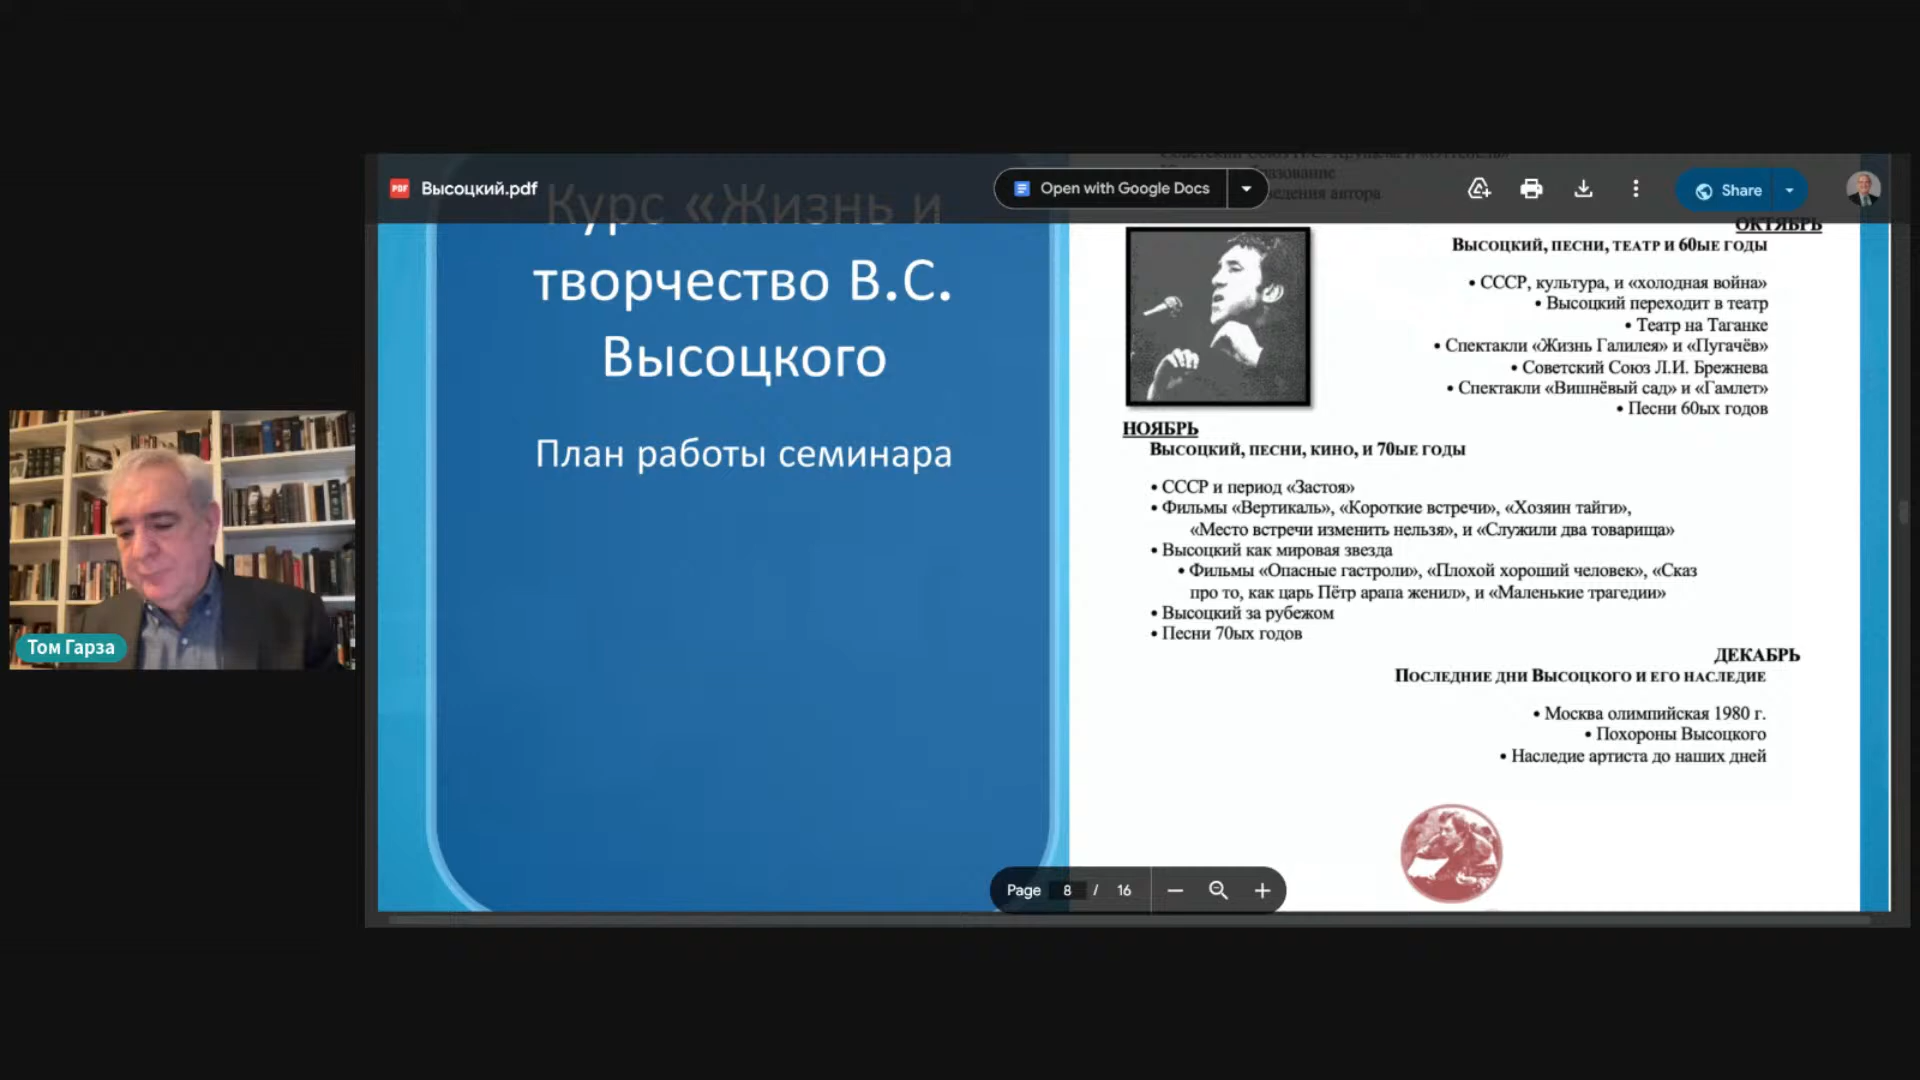 Высоцкий.pdf
Open with Google Docs
Share
Курс «Жизнь и
творчество В.С.
Высоцкого
План работы семинара
ОКТЯБРЬ
Высоцкий, песни, театр и 60ые годы
• СССР, культура, и «холодная война»
• Высоцкий переходит в театр
• Театр на Таганке
• Спектакли «Жизнь Галилея» и «Пугачёв»
• Советский Союз Л.И. Брежнева
• Спектакли «Вишнёвый сад» и «Гамлет»
• Песни 60ых годов
НОЯБРЬ
Высоцкий, песни, кино, и 70ые годы
• СССР и период «Застоя»
• Фильмы «Вертикаль», «Короткие встречи», «Хозяин тайги»,
«Место встречи изменить нельзя», и «Служили два товарища»
• Высоцкий как мировая звезда
• Фильмы «Опасные гастроли», «Плохой хороший человек», «Сказ
про то, как царь Пётр арапа женил», и «Маленькие трагедии»
• Высоцкий за рубежом
• Песни 70ых годов
ДЕКАБРЬ
Последние дни Высоцкого и его наследие
• Москва олимпийская 1980 г.
• Похороны Высоцкого
• Наследие артиста до наших дней
Page 8 / 16
Том Гарза